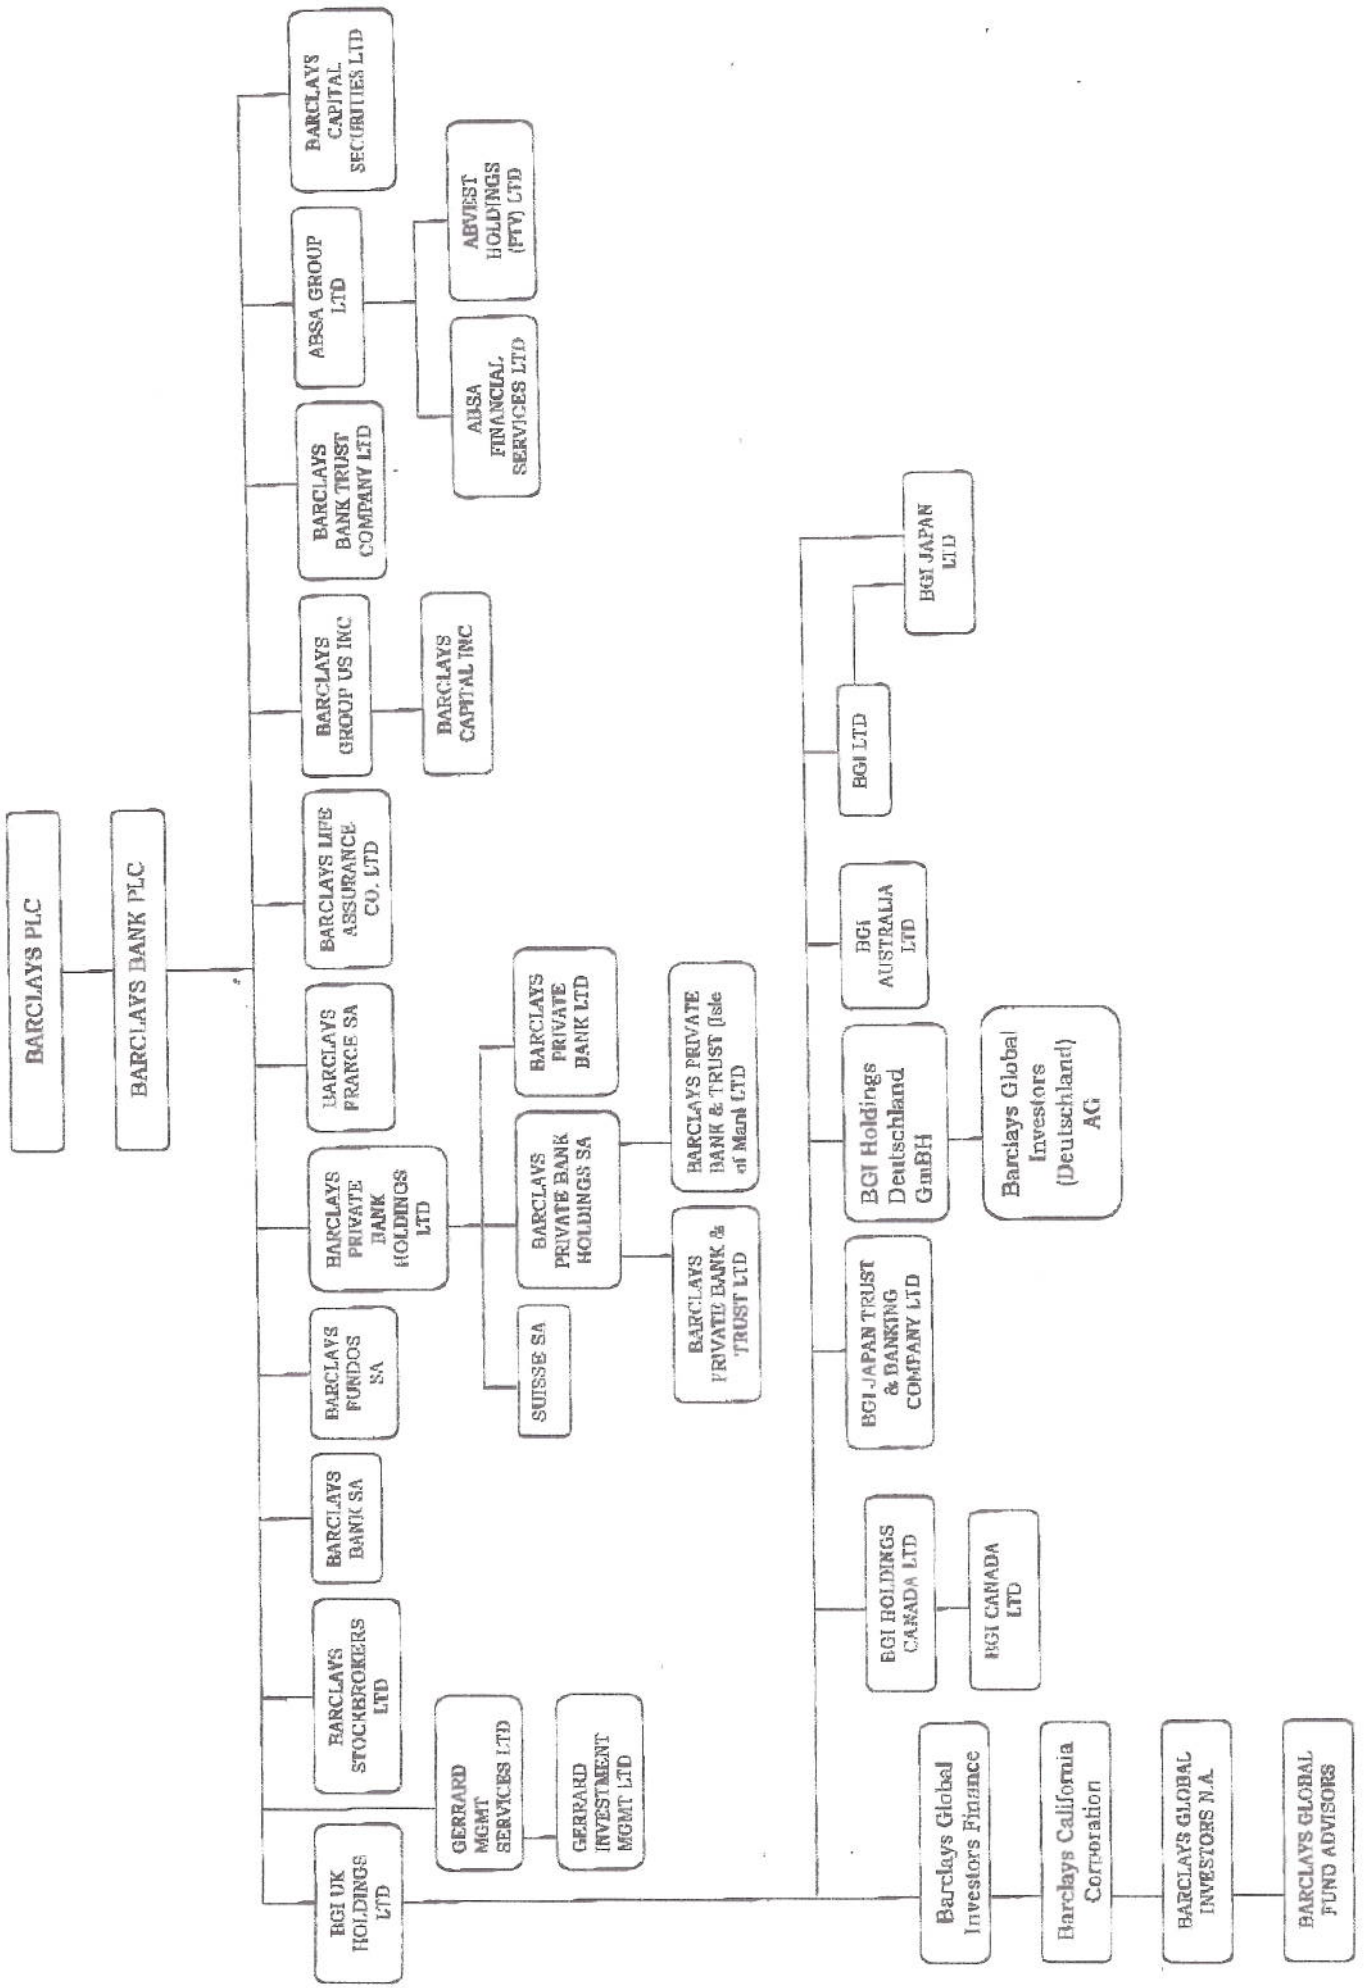 BARCLAYS PLC
BARCLAYS BANK PLC
BGI UK
HOLDINGS
LTD
BARCLAYS
STOCKBROKERS
LTD
BARCLAYS
BANK SA
BARCLAYS
FUNDOS
SA
BARCLAYS
PRIVATE
BANK
HOLDINGS
LTD
BARCLAYS
FRANCE SA
BARCLAYS LIFE
ASSURANCE
CO. LTD
BARCLAYS
GROUP US INC
BARCLAYS
BANK TRUST
COMPANY LTD
ABSA GROUP
LTD
BARCLAYS
CAPITAL
SECURITIES LTD
GERRARD
MGMT
SERVICES LTD
GERRARD
INVESTMENT
MGMT LTD
SUISSE SA
BARCLAYS
PRIVATE BANK
HOLDINGS SA
BARCLAYS
PRIVATE
BANK LTD
BARCLAYS
PRIVATE BANK &
TRUST LTD
BARCLAYS PRIVATE
BANK & TRUST (Isle
of Man) LTD
BARCLAYS
CAPITAL INC
ABSA
FINANCIAL
SERVICES LTD
ABVEST
HOLDINGS
(PTY) LTD
Barclays Global
Investors Finance
Barclays California
Corporation
BARCLAYS GLOBAL
INVESTORS N.A.
BARCLAYS GLOBAL
FUND ADVISORS
BGI HOLDINGS
CANADA LTD
BGI CANADA
LTD
BGI JAPAN TRUST
& BANKING
COMPANY LTD
BGI Holdings
Deutschland
GmBH
Barclays Global
Investors
(Deutschland)
AG
BGI
AUSTRALIA
LTD
BGI LTD
BGI JAPAN
LTD